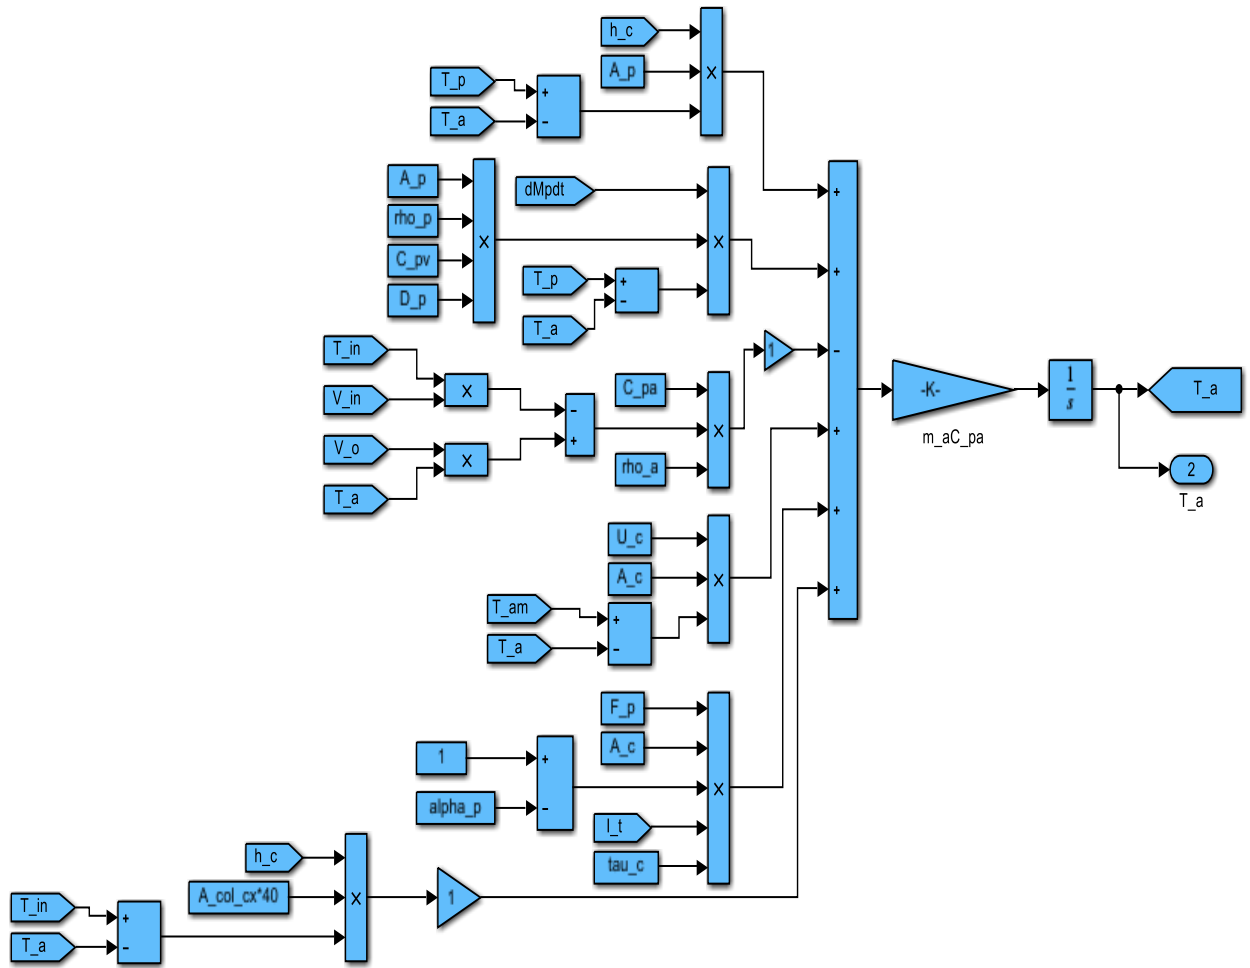 h_c
A_p
×
T_p
T_a
+
−
A_p
rho_p
C_pv
D_p
×
dMpdt
T_p
T_a
+
−
×
T_in
V_in
×
V_o
T_a
×
−
+
C_pa
rho_a
×
1
U_c
A_c
T_am
T_a
+
−
×
F_p
A_c
1
alpha_p
+
−
I_t
tau_c
×
h_c
A_col_cx*40
T_in
T_a
+
−
×
1
+
+
−
+
+
+
-K-
m_aC_pa
1
s
T_a
2
T_a